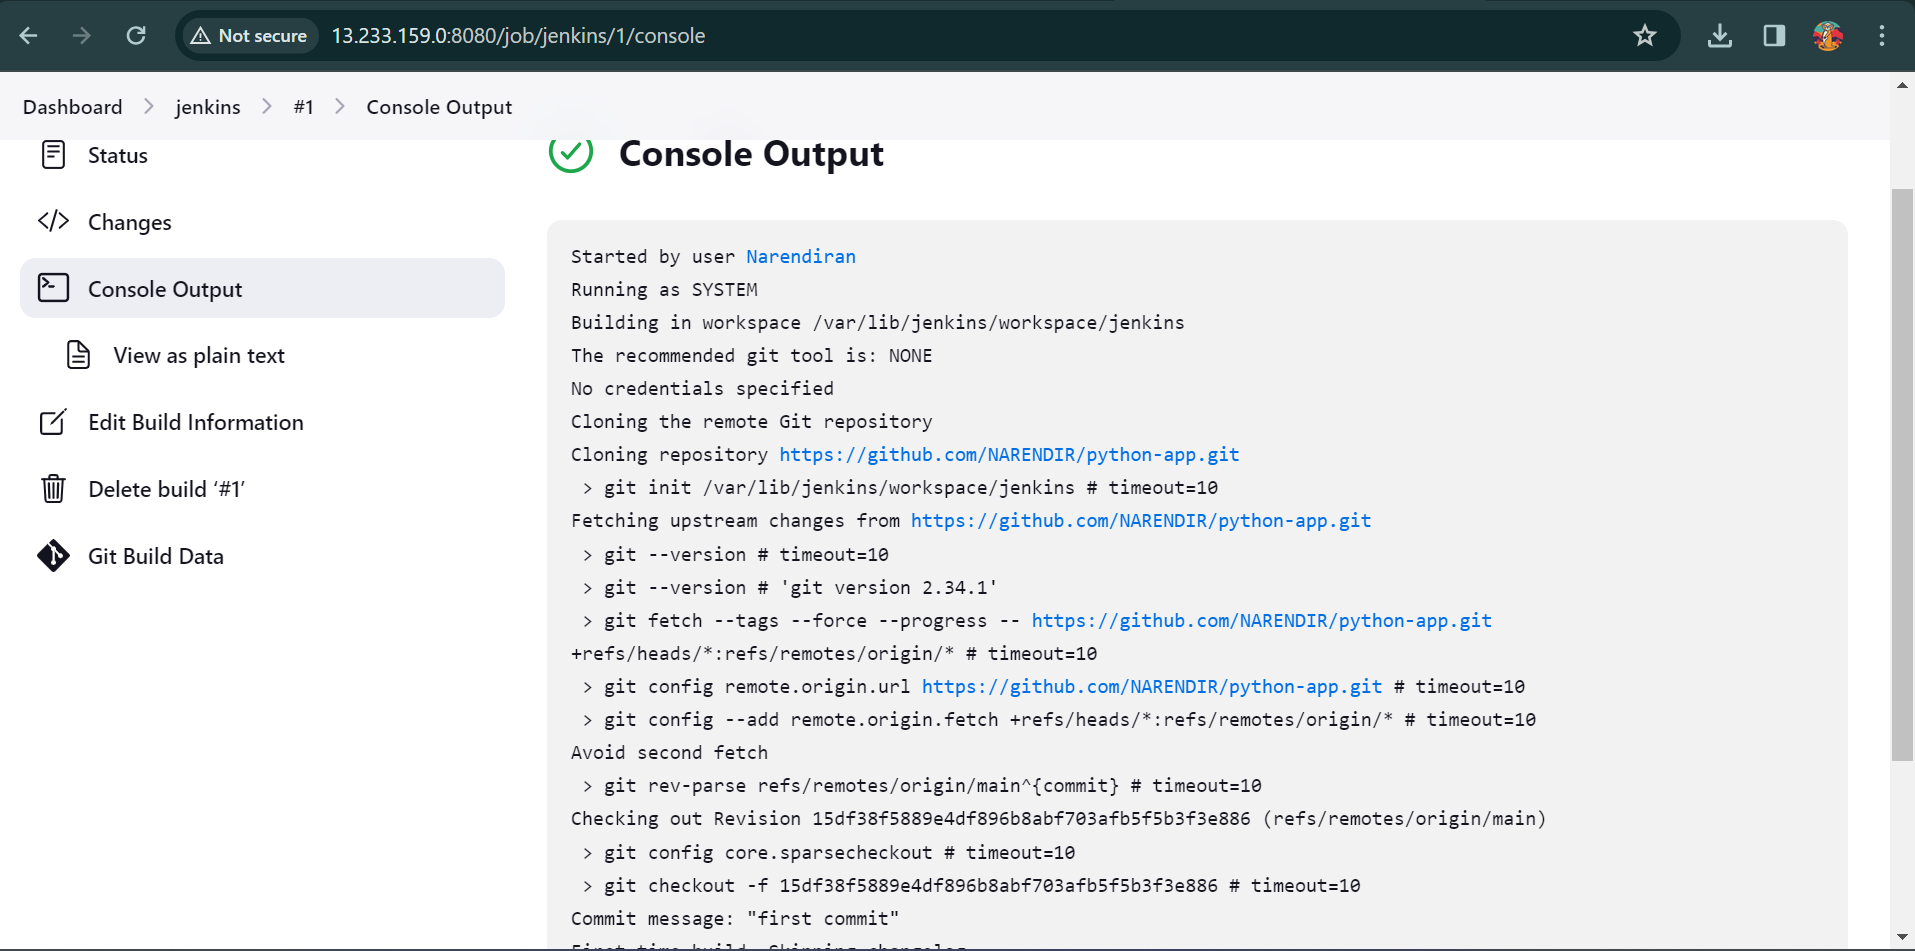 Not secure 13.233.159.0:8080/job/jenkins/1/console
Dashboard jenkins #1 Console Output
Status
Changes
Console Output
View as plain text
Edit Build Information
Delete build ‘#1’
Git Build Data
Console Output
Started by user Narendiran
Running as SYSTEM
Building in workspace /var/lib/jenkins/workspace/jenkins
The recommended git tool is: NONE
No credentials specified
Cloning the remote Git repository
Cloning repository https://github.com/NARENDIR/python-app.git
> git init /var/lib/jenkins/workspace/jenkins # timeout=10
Fetching upstream changes from https://github.com/NARENDIR/python-app.git
> git --version # timeout=10
> git --version # 'git version 2.34.1'
> git fetch --tags --force --progress -- https://github.com/NARENDIR/python-app.git
+refs/heads/*:refs/remotes/origin/* # timeout=10
> git config remote.origin.url https://github.com/NARENDIR/python-app.git # timeout=10
> git config --add remote.origin.fetch +refs/heads/*:refs/remotes/origin/* # timeout=10
Avoid second fetch
> git rev-parse refs/remotes/origin/main^{commit} # timeout=10
Checking out Revision 15df38f5889e4df896b8abf703afb5f5b3f3e886 (refs/remotes/origin/main)
> git config core.sparsecheckout # timeout=10
> git checkout -f 15df38f5889e4df896b8abf703afb5f5b3f3e886 # timeout=10
Commit message: "first commit"
First time build. Skipping changelog.